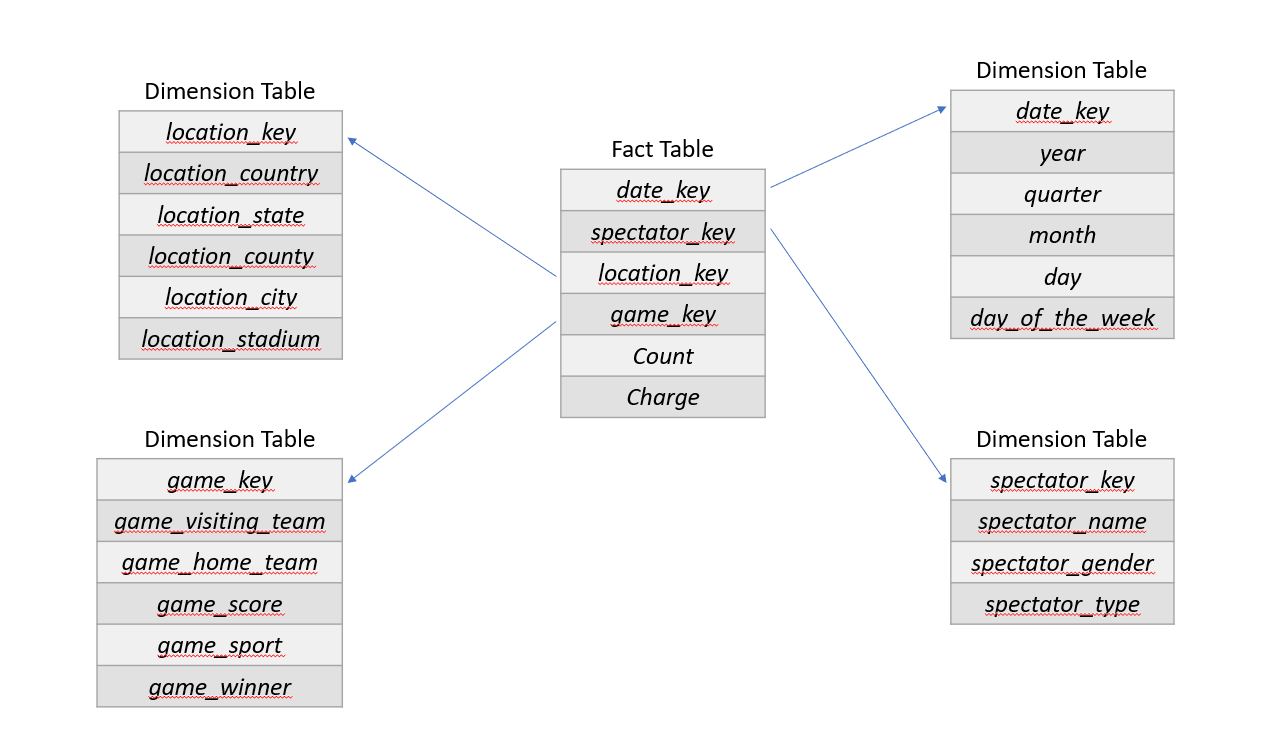 Dimension Table
location_key
location_country
location_state
location_county
location_city
location_stadium
Dimension Table
game_key
game_visiting_team
game_home_team
game_score
game_sport
game_winner
Fact Table
date_key
spectator_key
location_key
game_key
Count
Charge
Dimension Table
date_key
year
quarter
month
day
day_of_the_week
Dimension Table
spectator_key
spectator_name
spectator_gender
spectator_type